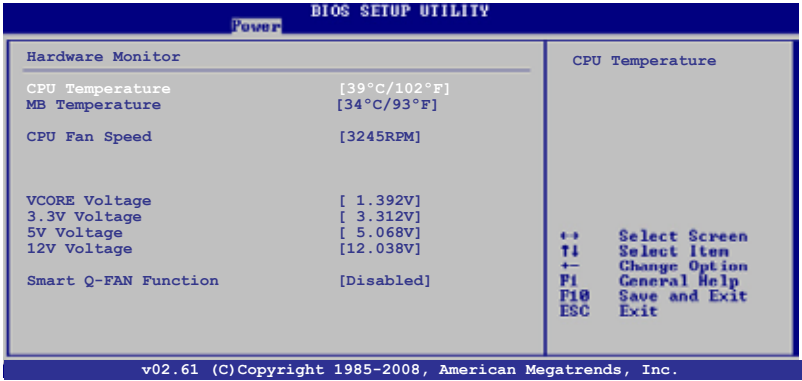 BIOS SETUP UTILITY
Power
Hardware Monitor
CPU Temperature [39°C/102°F]
MB Temperature [34°C/93°F]
CPU Fan Speed [3245RPM]
VCORE Voltage [ 1.392V]
3.3V Voltage [ 3.312V]
5V Voltage [ 5.068V]
12V Voltage [12.038V]
Smart Q-FAN Function [Disabled]
CPU Temperature
←→ Select Screen
↑↓ Select Item
+- Change Option
F1 General Help
F10 Save and Exit
ESC Exit
v02.61 (C)Copyright 1985-2008, American Megatrends, Inc.